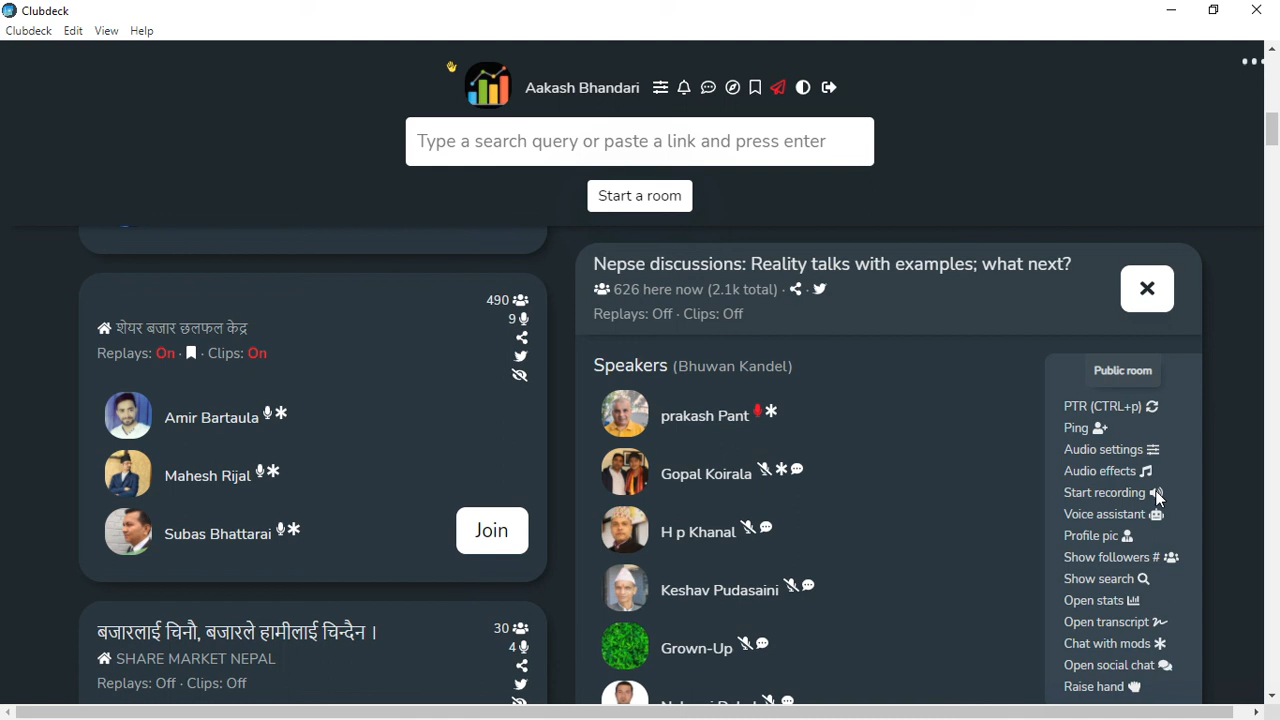 Clubdeck
Clubdeck Edit View Help
Aakash Bhandari
Type a search query or paste a link and press enter
Start a room
490
शेयर बजार छलफल केद्र
9
Replays: On · Clips: On
Amir Bartaula
Mahesh Rijal
Subas Bhattarai
Join
बजारलाई चिनौ, बजारले हामीलाई चिन्दैन ।
30
4
SHARE MARKET NEPAL
Replays: Off · Clips: Off
Nepse discussions: Reality talks with examples; what next?
626 here now (2.1k total) · ·
Replays: Off · Clips: Off
Speakers (Bhuwan Kandel)
prakash Pant
Gopal Koirala
H p Khanal
Keshav Pudasaini
Grown-Up
Public room
PTR (CTRL+p)
Ping
Audio settings
Audio effects
Start recording
Voice assistant
Profile pic
Show followers #
Show search
Open stats
Open transcript
Chat with mods
Open social chat
Raise hand